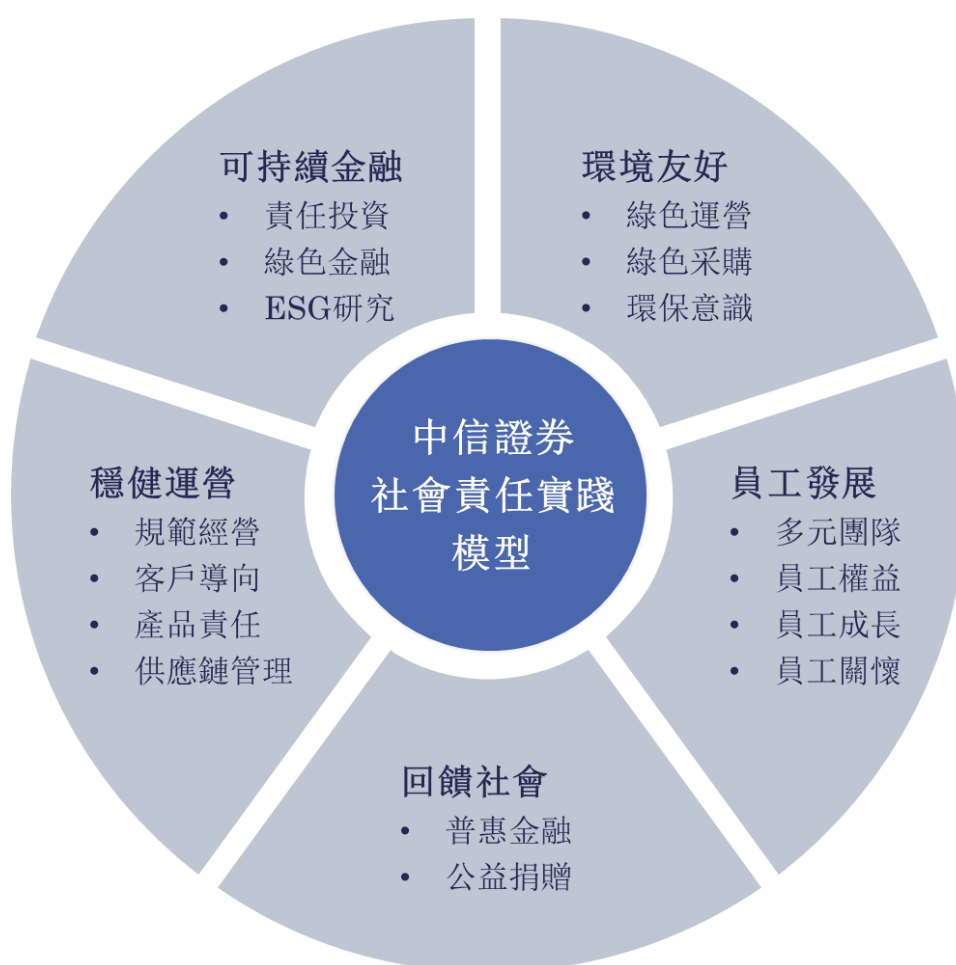 可持續金融
• 責任投資
• 綠色金融
• ESG研究
環境友好
• 綠色運營
• 綠色采購
• 環保意識
中信證券
社會責任實踐
模型
穩健運營
• 規範經營
• 客戶導向
• 產品責任
• 供應鏈管理
員工發展
• 多元團隊
• 員工權益
• 員工成長
• 員工關懷
回饋社會
• 普惠金融
• 公益捐贈